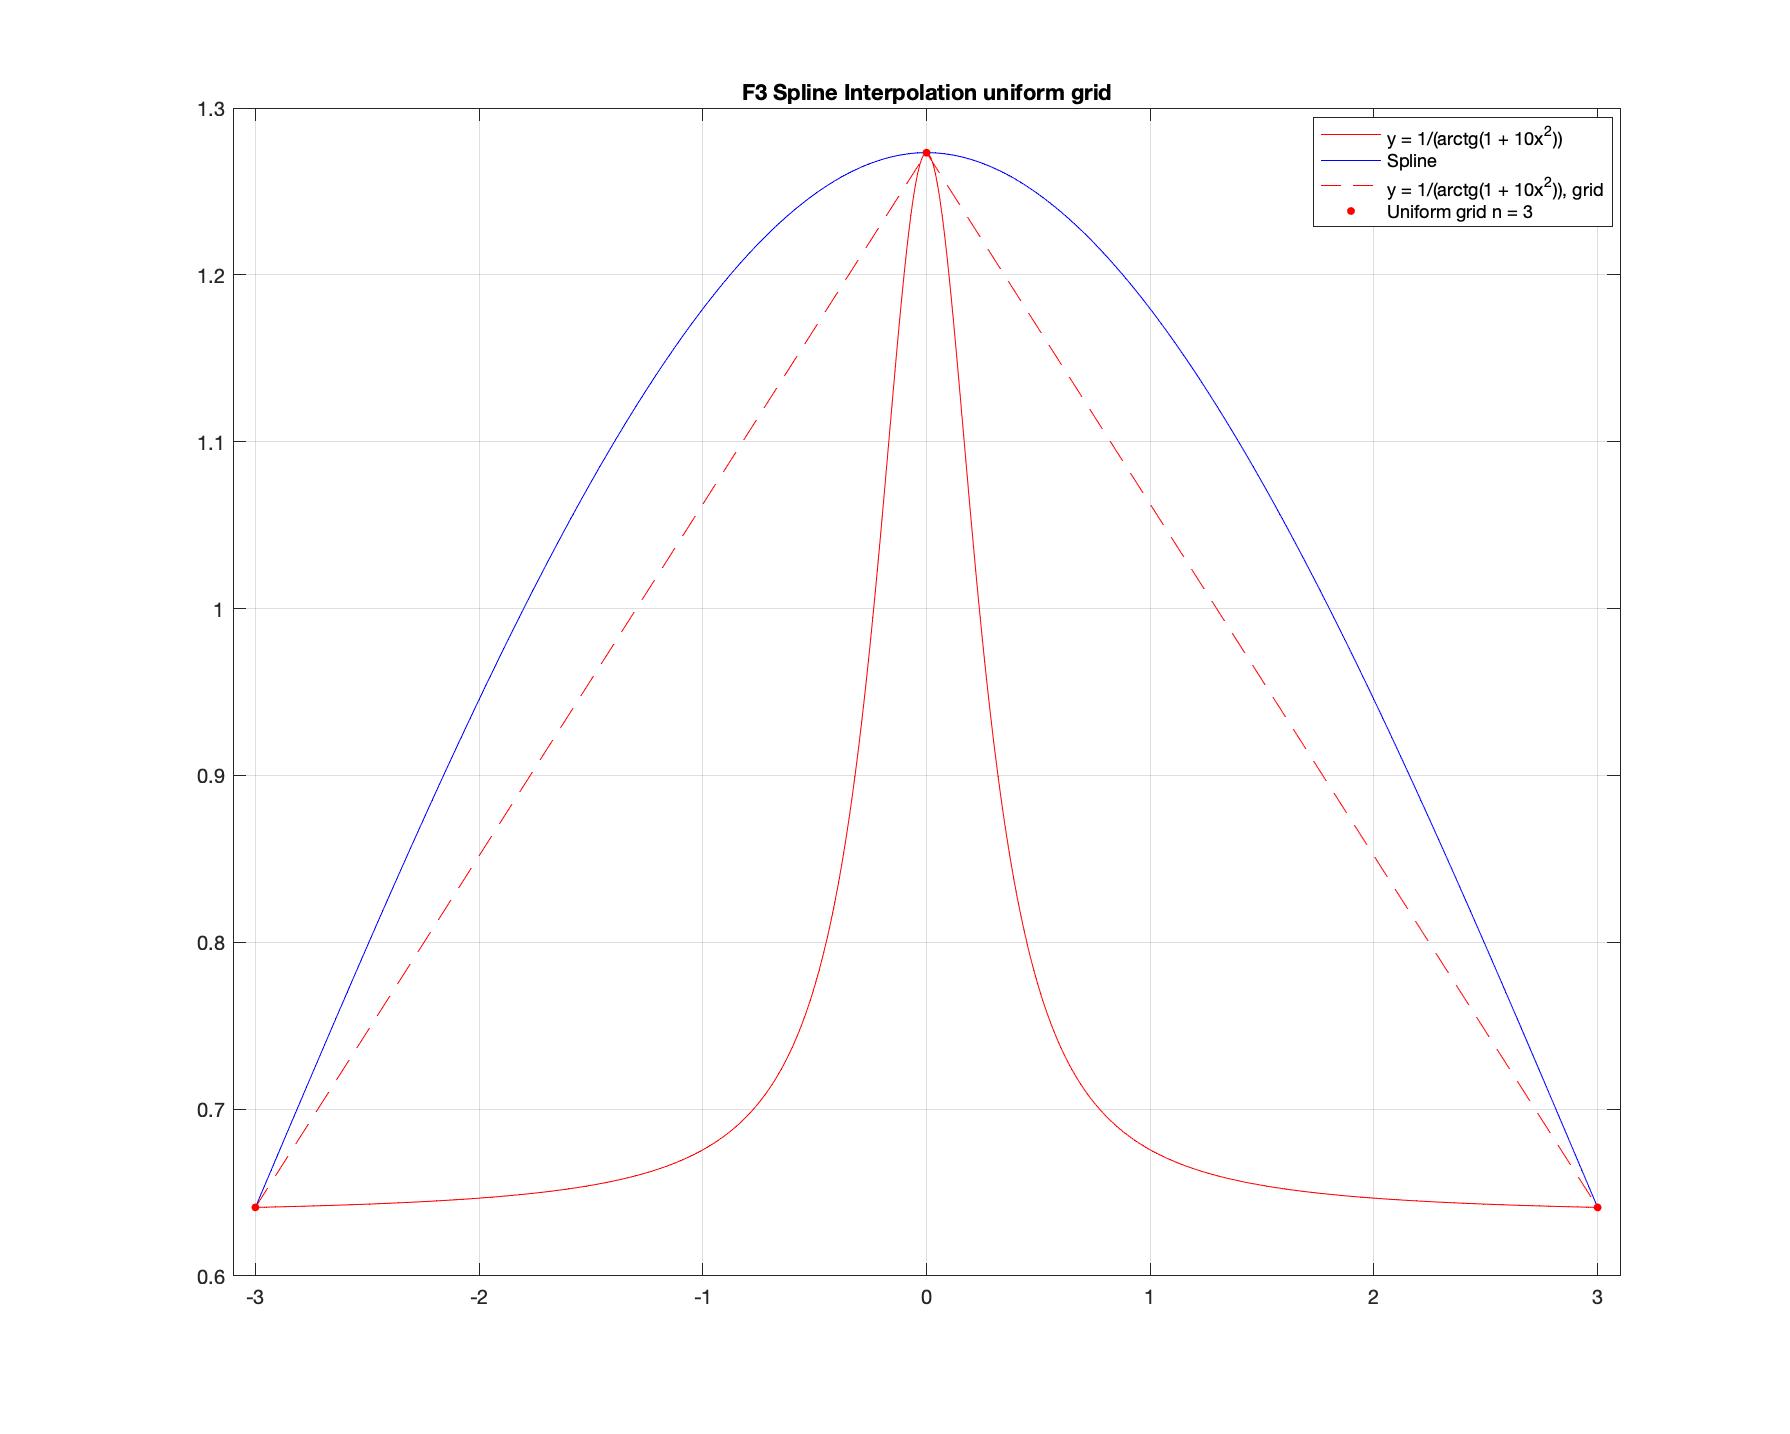 F3 Spline Interpolation uniform grid
y = 1/(arctg(1 + 10x²))
Spline
y = 1/(arctg(1 + 10x²)), grid
Uniform grid n = 3
1.3
1.2
1.1
1
0.9
0.8
0.7
0.6
-3 -2 -1 0 1 2 3